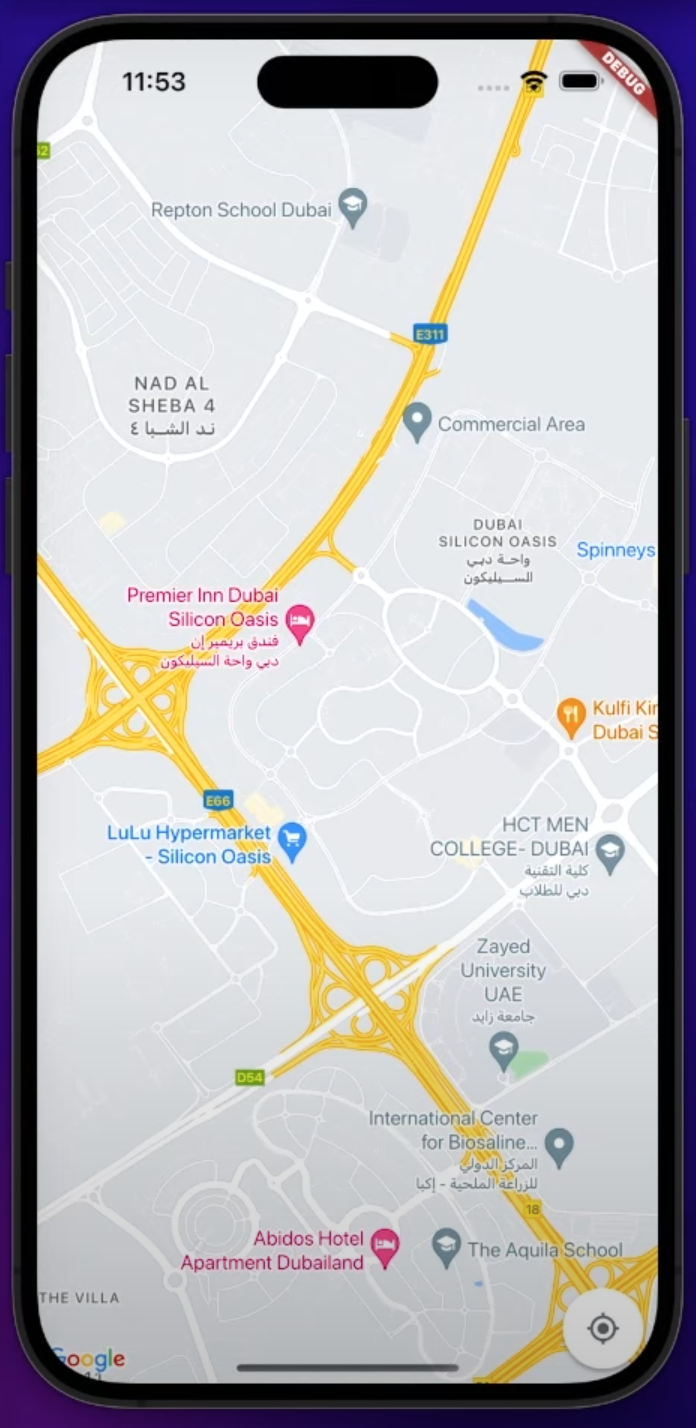 11:53
DEBUG
Repton School Dubai
E311
NAD AL
SHEBA 4
ند الشبا ٤
Commercial Area
DUBAI
SILICON OASIS
واحة دبي
السيليكون
Spinneys
Premier Inn Dubai
Silicon Oasis
فندق بريمير إن
دبي واحة السيليكون
Kulfi Kin
Dubai S
E66
LuLu Hypermarket
- Silicon Oasis
HCT MEN
COLLEGE- DUBAI
كلية التقنية
دبي للطلاب
Zayed
University
UAE
جامعة زايد
D54
International Center
for Biosaline...
المركز الدولي
للزراعة الملحية - إكبا
18
Abidos Hotel
Apartment Dubailand
The Aquila School
THE VILLA
Google